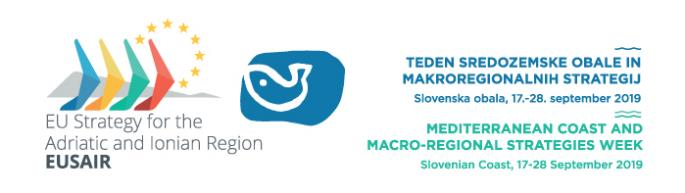 EU Strategy for the
Adriatic and Ionian Region
EUSAIR
TEDEN SREDOZEMSKE OBALE IN
MAKROREGIONALNIH STRATEGIJ
Slovenska obala, 17.-28. september 2019
MEDITERRANEAN COAST AND
MACRO-REGIONAL STRATEGIES WEEK
Slovenian Coast, 17-28 September 2019